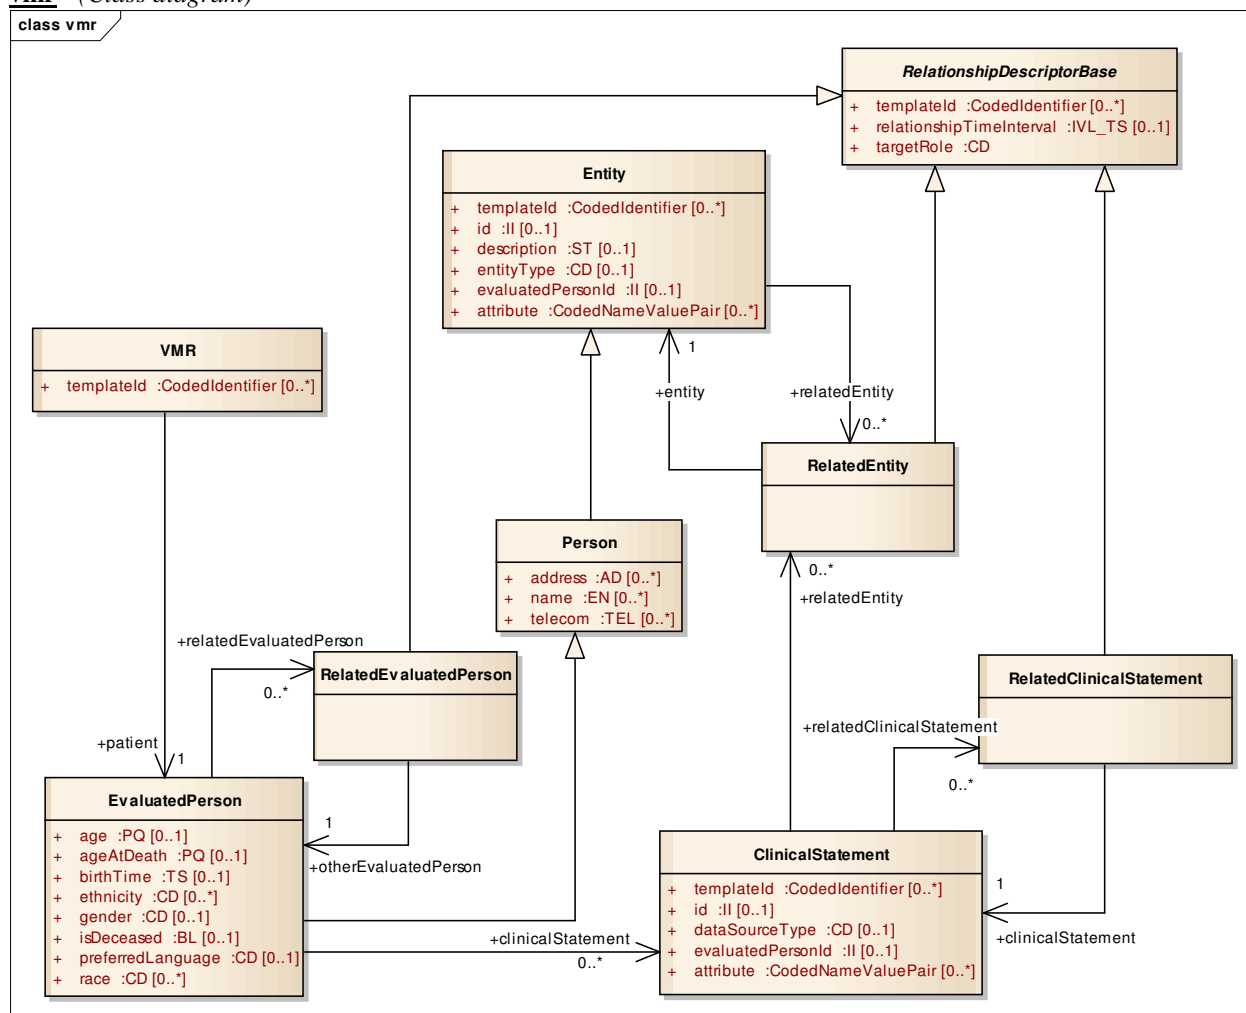 vmr (Class diagram)
class vmr
RelationshipDescriptorBase
+ templateId :CodedIdentifier [0..*]
+ relationshipTimeInterval :IVL_TS [0..1]
+ targetRole :CD
Entity
+ templateId :CodedIdentifier [0..*]
+ id :II [0..1]
+ description :ST [0..1]
+ entityType :CD [0..1]
+ evaluatedPersonId :II [0..1]
+ attribute :CodedNameValuePair [0..*]
VMR
+ templateId :CodedIdentifier [0..*]
1
+entity
+relatedEntity
0..*
RelatedEntity
Person
+ address :AD [0..*]
+ name :EN [0..*]
+ telecom :TEL [0..*]
0..*
+relatedEntity
+relatedEvaluatedPerson
0..*
RelatedEvaluatedPerson
RelatedClinicalStatement
+relatedClinicalStatement
0..*
+patient
1
EvaluatedPerson
+ age :PQ [0..1]
+ ageAtDeath :PQ [0..1]
+ birthTime :TS [0..1]
+ ethnicity :CD [0..*]
+ gender :CD [0..1]
+ isDeceased :BL [0..1]
+ preferredLanguage :CD [0..1]
+ race :CD [0..*]
1
+otherEvaluatedPerson
+clinicalStatement
0..*
ClinicalStatement
+ templateId :CodedIdentifier [0..*]
+ id :II [0..1]
+ dataSourceType :CD [0..1]
+ evaluatedPersonId :II [0..1]
+ attribute :CodedNameValuePair [0..*]
1
+clinicalStatement